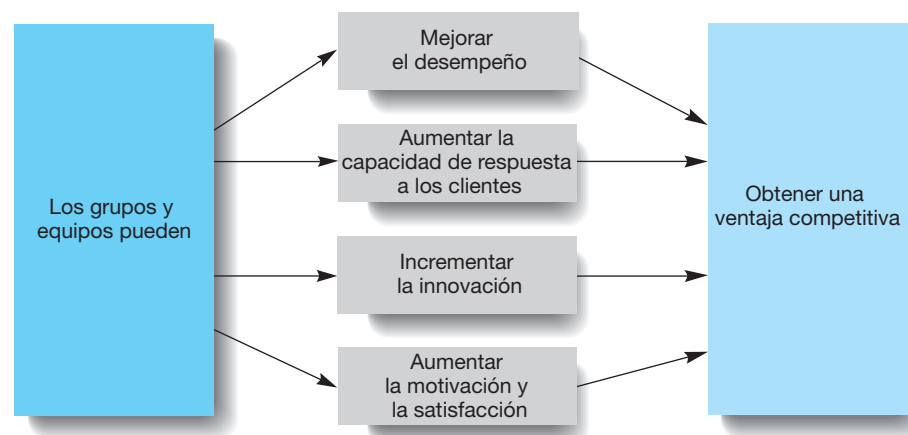 Los grupos y
equipos pueden
Mejorar
el desempeño
Aumentar la
capacidad de respuesta
a los clientes
Incrementar
la innovación
Aumentar
la motivación y
la satisfacción
Obtener una
ventaja competitiva